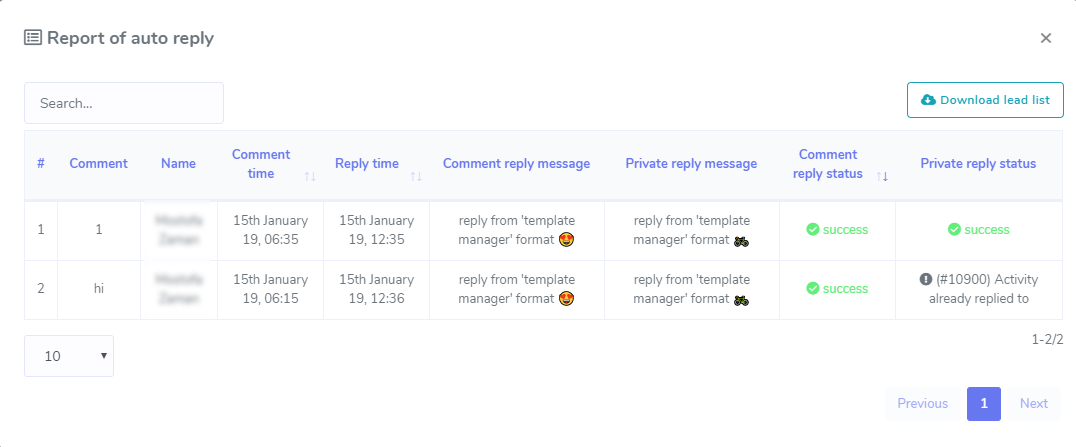 Report of auto reply
×
Search...
Download lead list
# Comment Name Comment time Reply time Comment reply message Private reply message Comment reply status Private reply status
1 1 15th January 19, 06:35 15th January 19, 12:35 reply from 'template manager' format 😍 reply from 'template manager' format 🏍 success success
2 hi 15th January 19, 06:15 15th January 19, 12:36 reply from 'template manager' format 😍 reply from 'template manager' format 🏍 success (#10900) Activity already replied to
1-2/2
10
Previous 1 Next